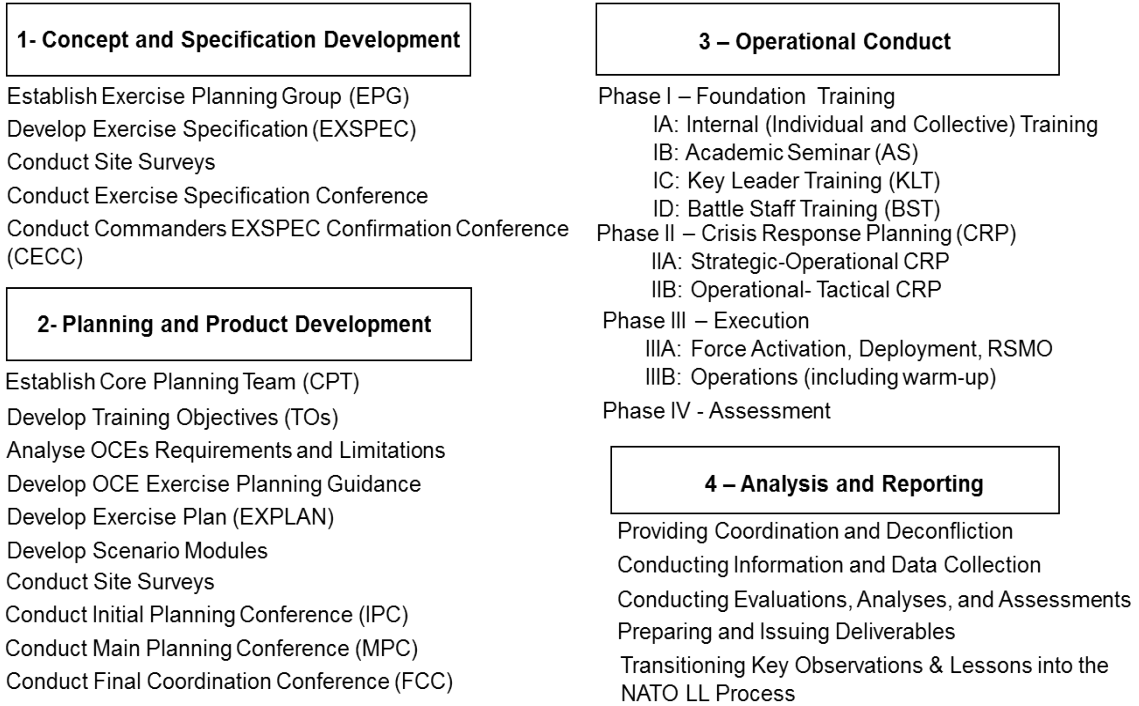 1- Concept and Specification Development
Establish Exercise Planning Group (EPG)
Develop Exercise Specification (EXSPEC)
Conduct Site Surveys
Conduct Exercise Specification Conference
Conduct Commanders EXSPEC Confirmation Conference
(CECC)
2- Planning and Product Development
Establish Core Planning Team (CPT)
Develop Training Objectives (TOs)
Analyse OCEs Requirements and Limitations
Develop OCE Exercise Planning Guidance
Develop Exercise Plan (EXPLAN)
Develop Scenario Modules
Conduct Site Surveys
Conduct Initial Planning Conference (IPC)
Conduct Main Planning Conference (MPC)
Conduct Final Coordination Conference (FCC)
3 – Operational Conduct
Phase I – Foundation Training
IA: Internal (Individual and Collective) Training
IB: Academic Seminar (AS)
IC: Key Leader Training (KLT)
ID: Battle Staff Training (BST)
Phase II – Crisis Response Planning (CRP)
IIA: Strategic-Operational CRP
IIB: Operational- Tactical CRP
Phase III – Execution
IIIA: Force Activation, Deployment, RSMO
IIIB: Operations (including warm-up)
Phase IV - Assessment
4 – Analysis and Reporting
Providing Coordination and Deconfliction
Conducting Information and Data Collection
Conducting Evaluations, Analyses, and Assessments
Preparing and Issuing Deliverables
Transitioning Key Observations & Lessons into the
NATO LL Process